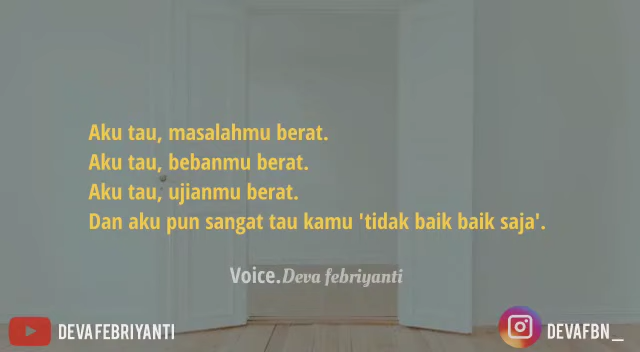 Aku tau, masalahmu berat.
Aku tau, bebanmu berat.
Aku tau, ujianmu berat.
Dan aku pun sangat tau kamu 'tidak baik baik saja'.
Voice.Deva febriyanti
DEVAFEBRIYANTI
DEVAFBN_